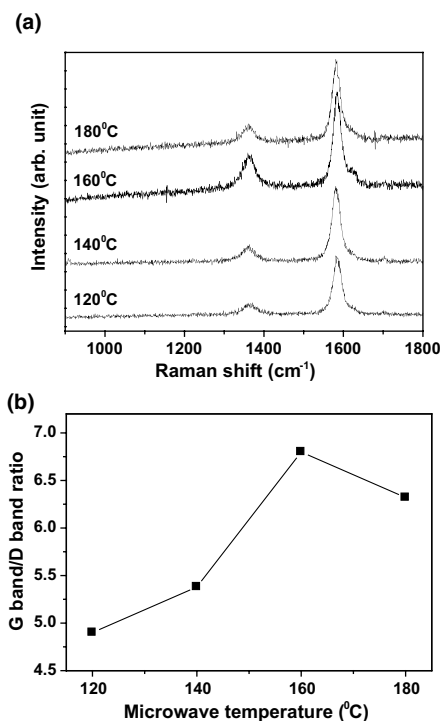 (a)
Intensity (arb. unit)
180⁰C
160⁰C
140⁰C
120⁰C
1000 1200 1400 1600 1800
Raman shift (cm⁻¹)
(b)
G band/D band ratio
7.0
6.5
6.0
5.5
5.0
4.5
120 140 160 180
Microwave temperature (⁰C)